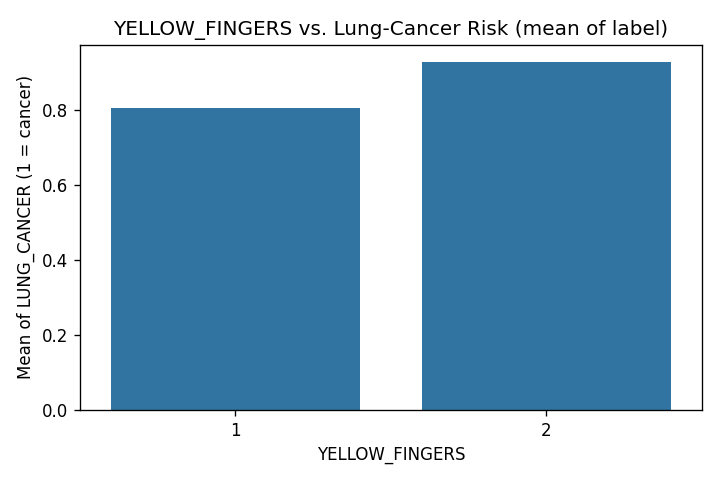 YELLOW_FINGERS vs. Lung-Cancer Risk (mean of label)
Mean of LUNG_CANCER (1 = cancer)
0.8
0.6
0.4
0.2
0.0
1 2
YELLOW_FINGERS